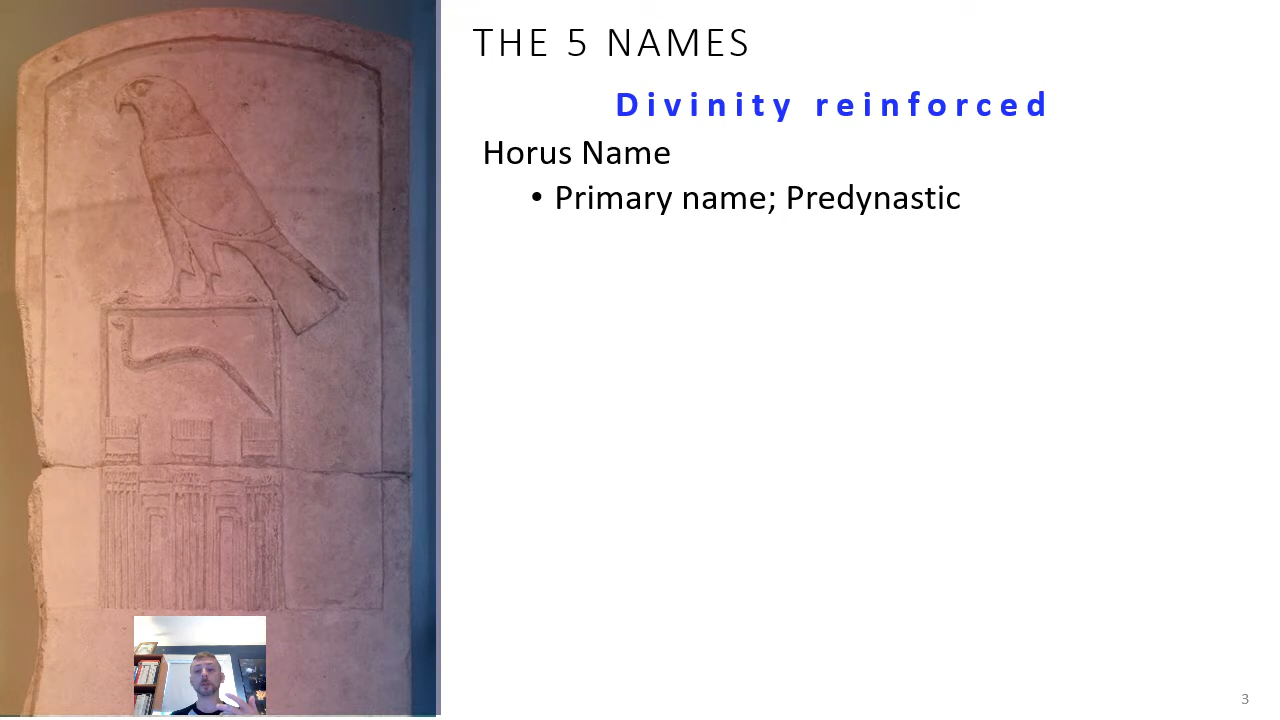 THE 5 NAMES
Divinity reinforced
Horus Name
• Primary name; Predynastic
3